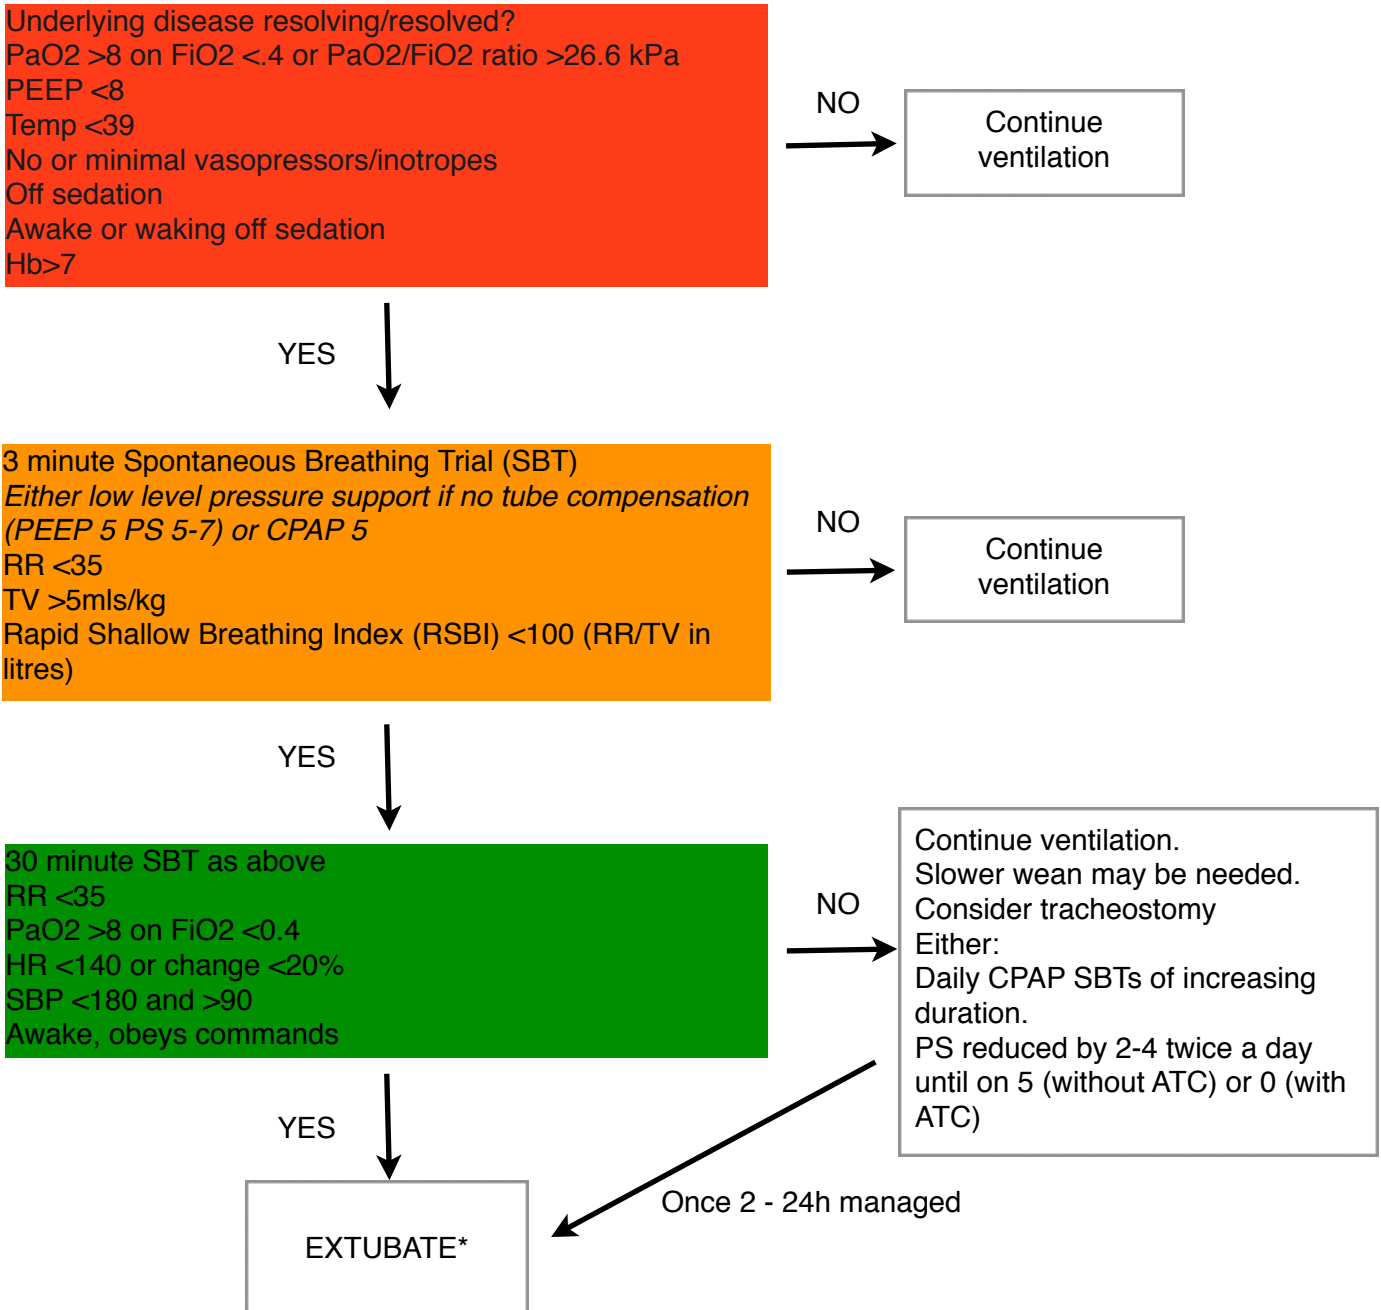 Underlying disease resolving/resolved?
PaO2 >8 on FiO2 <.4 or PaO2/FiO2 ratio >26.6 kPa
PEEP <8
Temp <39
No or minimal vasopressors/inotropes
Off sedation
Awake or waking off sedation
Hb>7
NO
Continue
ventilation
YES
3 minute Spontaneous Breathing Trial (SBT)
Either low level pressure support if no tube compensation
(PEEP 5 PS 5-7) or CPAP 5
RR <35
TV >5mls/kg
Rapid Shallow Breathing Index (RSBI) <100 (RR/TV in
litres)
NO
Continue
ventilation
YES
30 minute SBT as above
RR <35
PaO2 >8 on FiO2 <0.4
HR <140 or change <20%
SBP <180 and >90
Awake, obeys commands
NO
Continue ventilation.
Slower wean may be needed.
Consider tracheostomy
Either:
Daily CPAP SBTs of increasing
duration.
PS reduced by 2-4 twice a day
until on 5 (without ATC) or 0 (with
ATC)
YES
Once 2 - 24h managed
EXTUBATE*